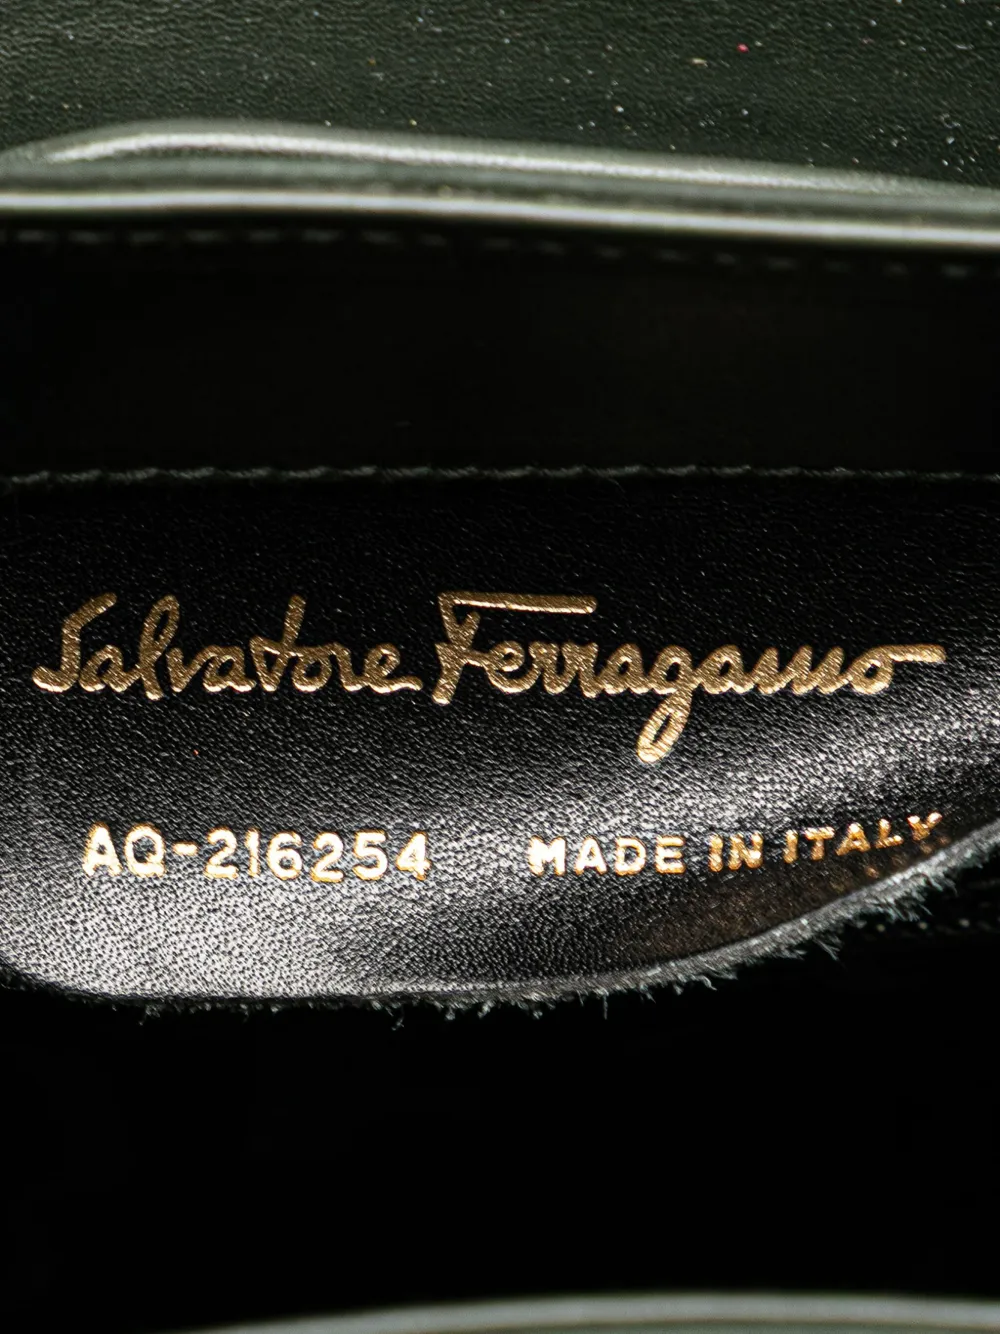 Salvatore Ferragamo
AQ-216254 MADE IN ITALY